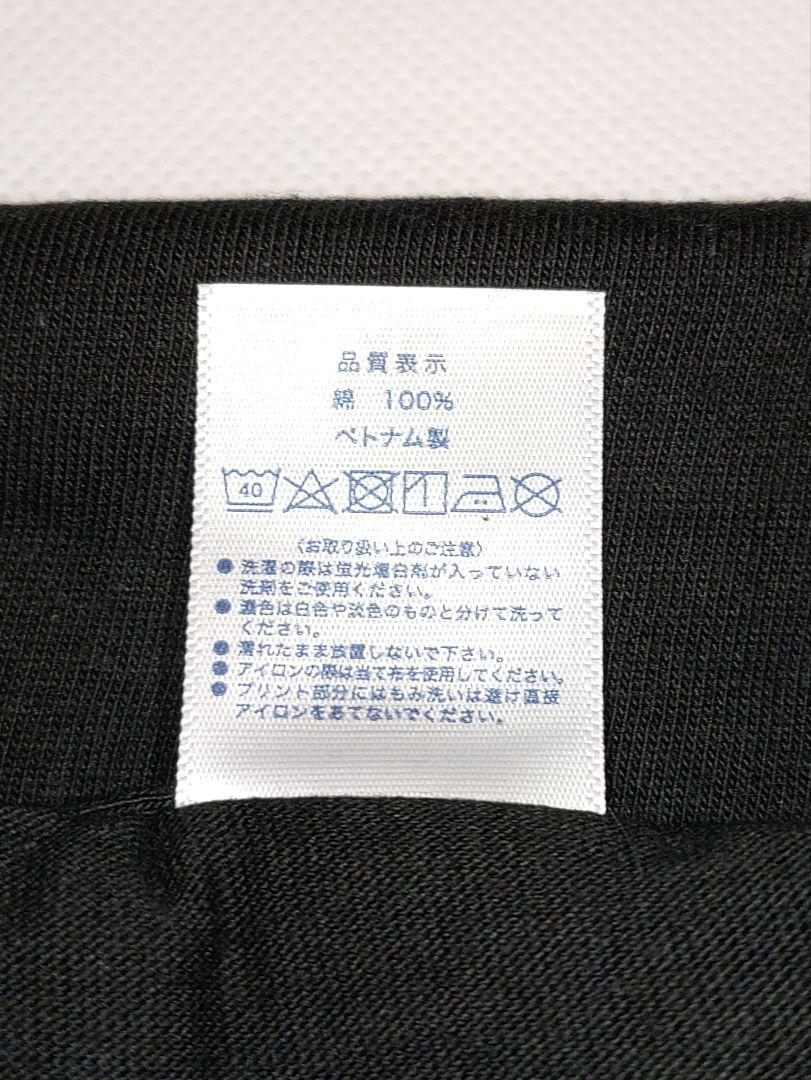 品質表示
綿 100%
ベトナム製
40
〈お取り扱い上のご注意〉
● 洗濯の際は蛍光増白剤が入っていない
洗剤をご使用ください。
● 濃色は白色や淡色のものと分けて洗って
ください。
● 濡れたまま放置しないで下さい。
● アイロンの際は当て布を使用してください。
● プリント部分にはもみ洗いは避け直接
アイロンをあてないでください。